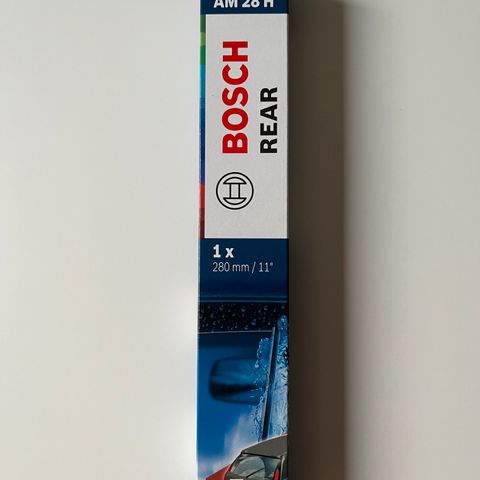 AM 28 H
BOSCH
REAR
1 x
280 mm / 11"